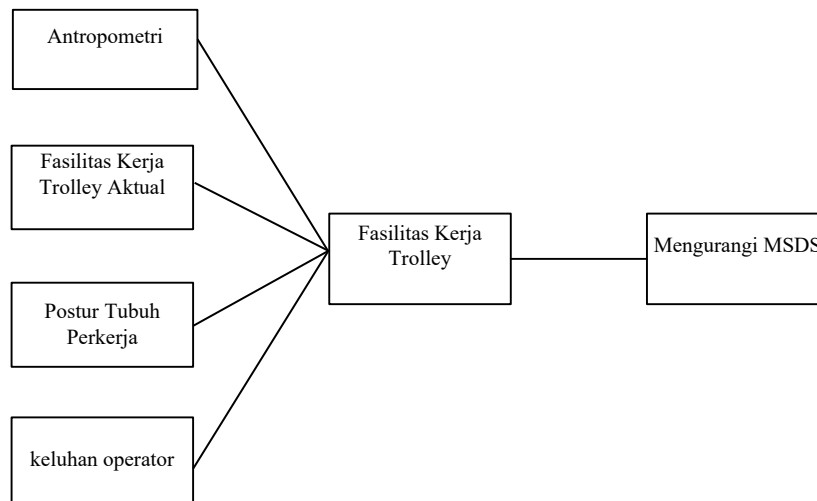 Antropometri
Fasilitas Kerja
Trolley Aktual
Postur Tubuh
Perkerja
keluhan operator
Fasilitas Kerja
Trolley
Mengurangi MSDS